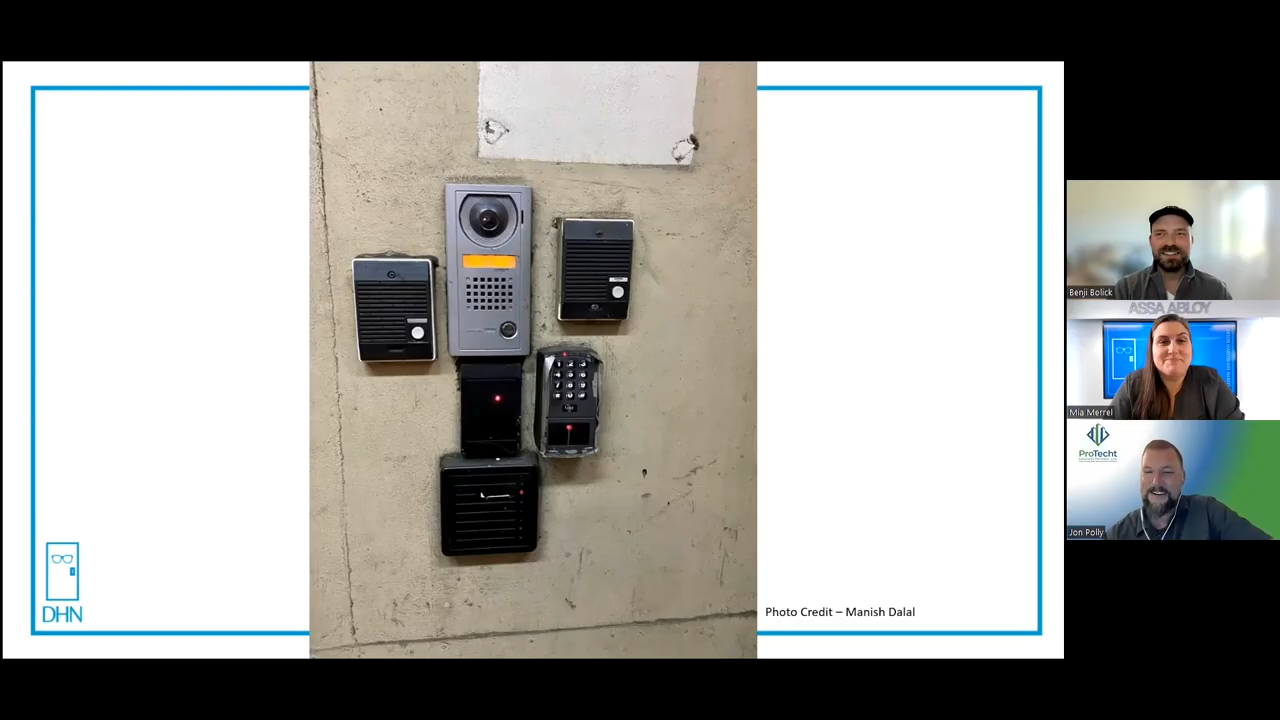 DHN
Photo Credit – Manish Dalal
Benji Bolick
ASSA ABLOY
Mia Merrel
ProTecht
Jon Polly